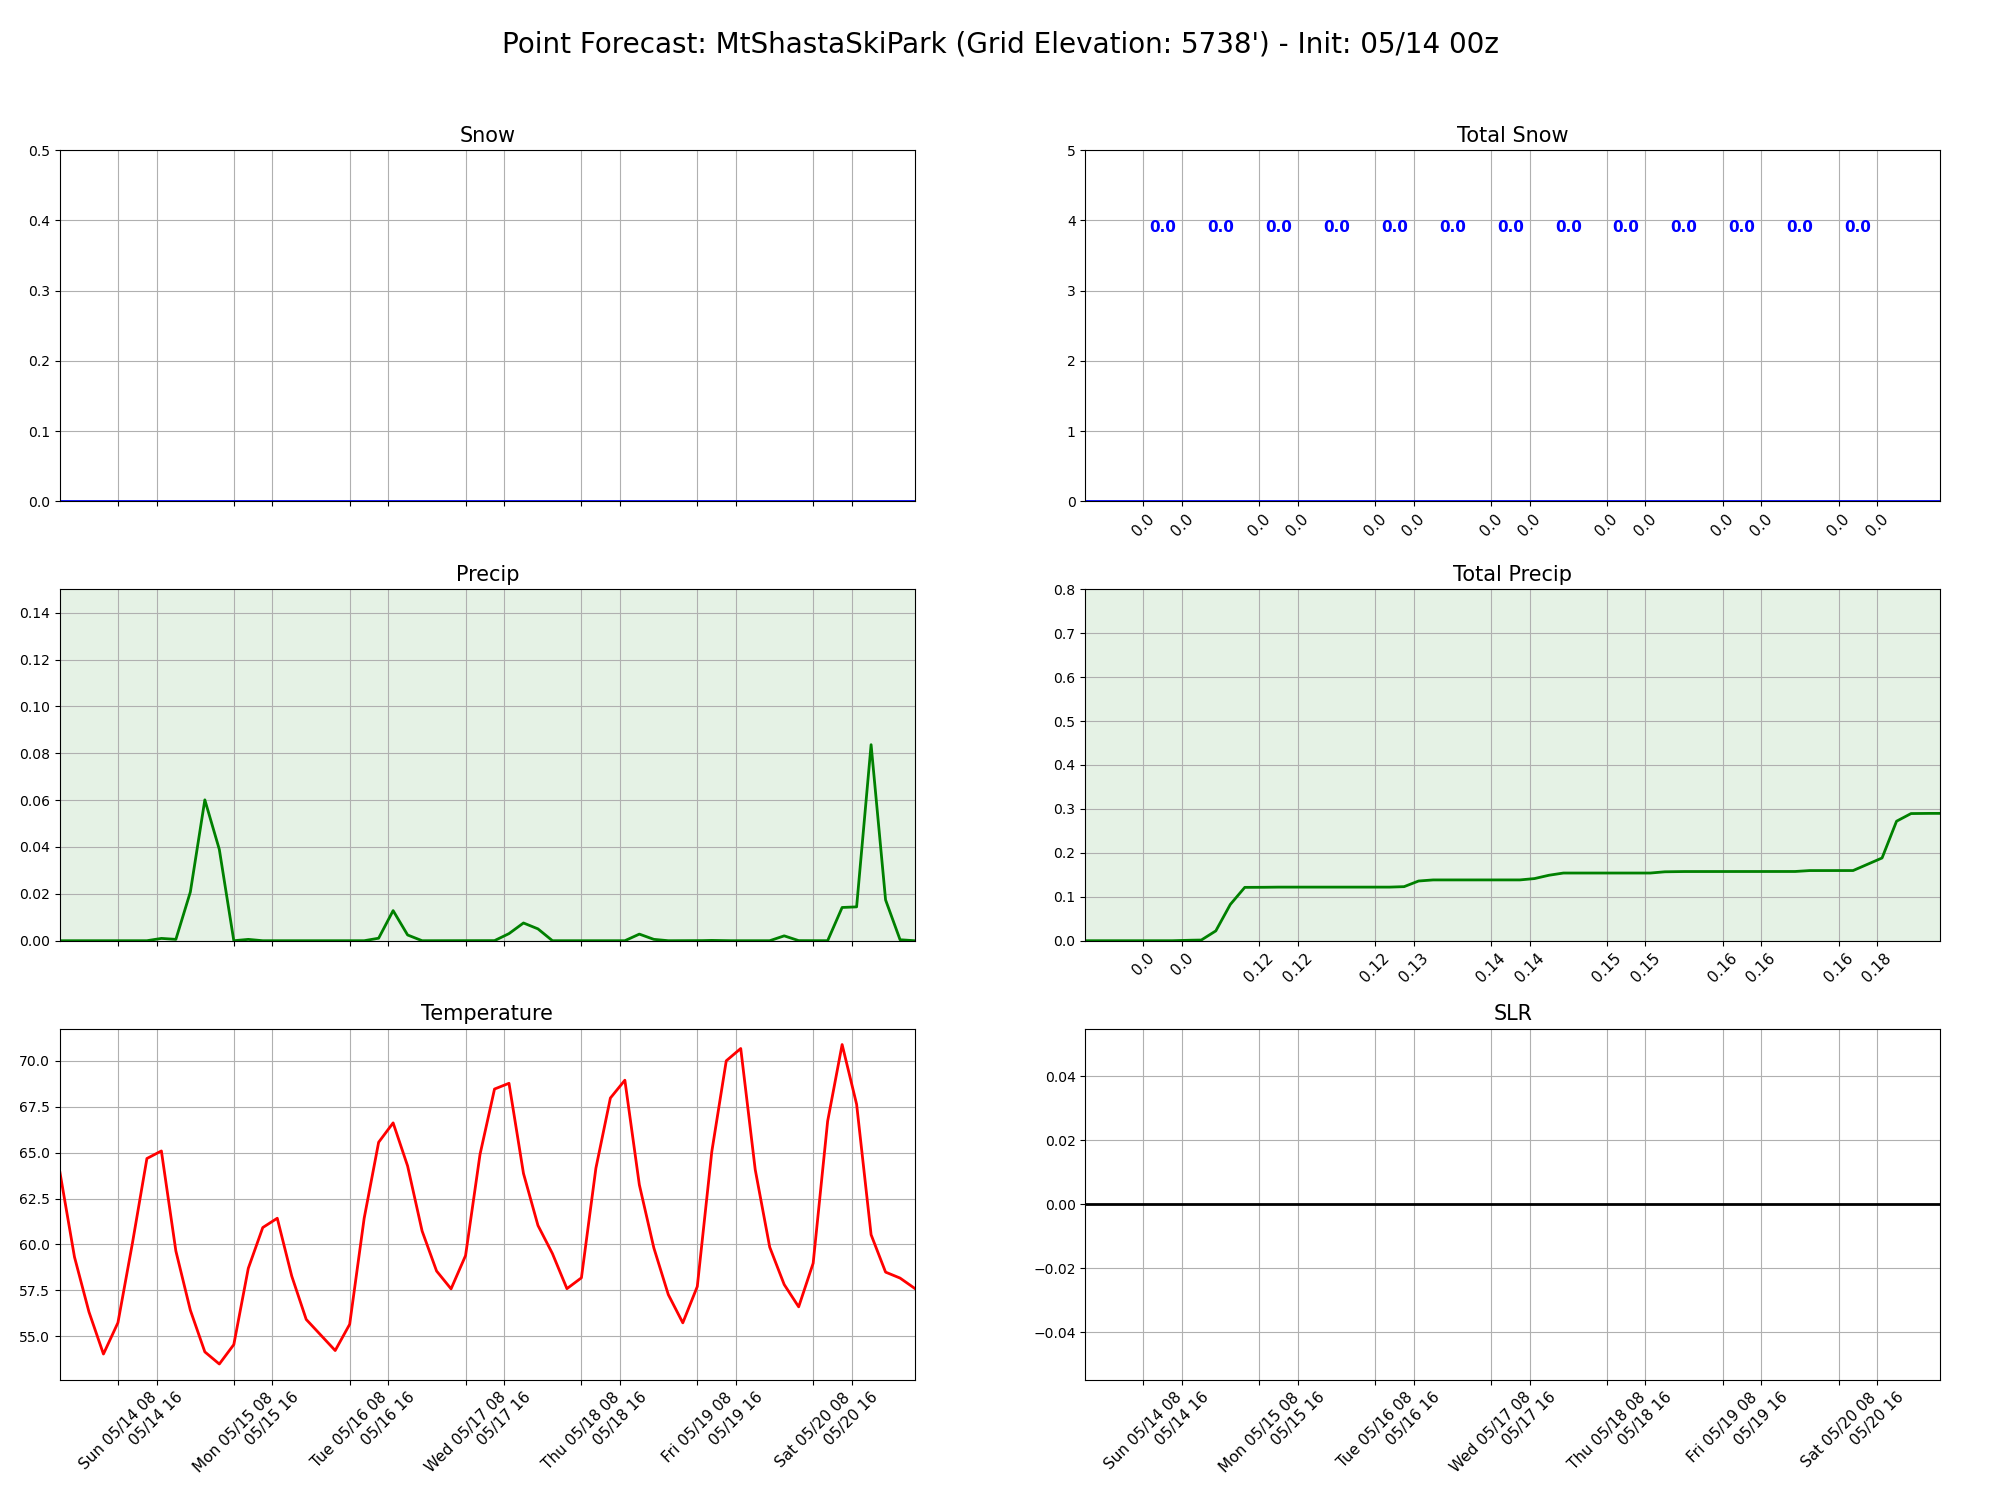 Point Forecast: MtShastaSkiPark (Grid Elevation: 5738') - Init: 05/14 00z
Snow
0.5
0.4
0.3
0.2
0.1
0.0
Total Snow
5
4
3
2
1
0
0.0 0.0 0.0 0.0 0.0 0.0 0.0 0.0 0.0 0.0 0.0 0.0 0.0
0.0 0.0 0.0 0.0 0.0 0.0 0.0 0.0 0.0 0.0 0.0 0.0 0.0 0.0
Precip
0.14
0.12
0.10
0.08
0.06
0.04
0.02
0.00
Total Precip
0.8
0.7
0.6
0.5
0.4
0.3
0.2
0.1
0.0
0.0 0.0 0.12 0.12 0.12 0.13 0.14 0.14 0.15 0.15 0.16 0.16 0.16 0.18
Temperature
70.0
67.5
65.0
62.5
60.0
57.5
55.0
Sun 05/14 08
05/14 16
Mon 05/15 08
05/15 16
Tue 05/16 08
05/16 16
Wed 05/17 08
05/17 16
Thu 05/18 08
05/18 16
Fri 05/19 08
05/19 16
Sat 05/20 08
05/20 16
SLR
0.04
0.02
0.00
−0.02
−0.04
Sun 05/14 08
05/14 16
Mon 05/15 08
05/15 16
Tue 05/16 08
05/16 16
Wed 05/17 08
05/17 16
Thu 05/18 08
05/18 16
Fri 05/19 08
05/19 16
Sat 05/20 08
05/20 16